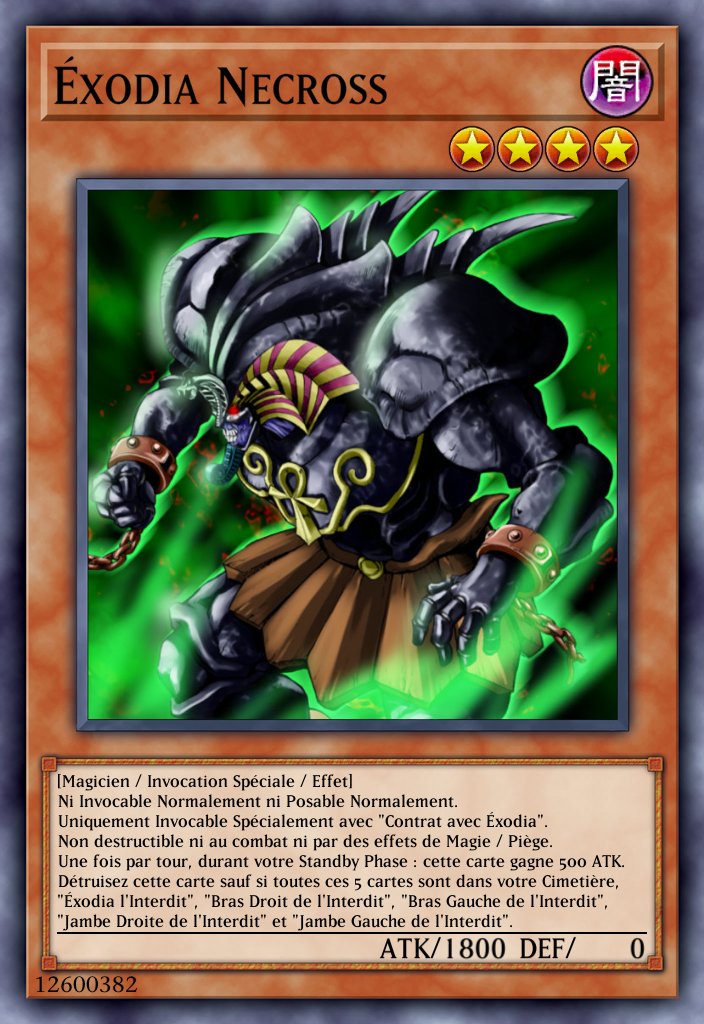 Éxodia Necross
闇
[Magicien / Invocation Spéciale / Effet]
Ni Invocable Normalement ni Posable Normalement.
Uniquement Invocable Spécialement avec "Contrat avec Éxodia".
Non destructible ni au combat ni par des effets de Magie / Piège.
Une fois par tour, durant votre Standby Phase : cette carte gagne 500 ATK.
Détruisez cette carte sauf si toutes ces 5 cartes sont dans votre Cimetière,
"Éxodia l'Interdit", "Bras Droit de l'Interdit", "Bras Gauche de l'Interdit",
"Jambe Droite de l'Interdit" et "Jambe Gauche de l'Interdit".
ATK/1800 DEF/ 0
12600382